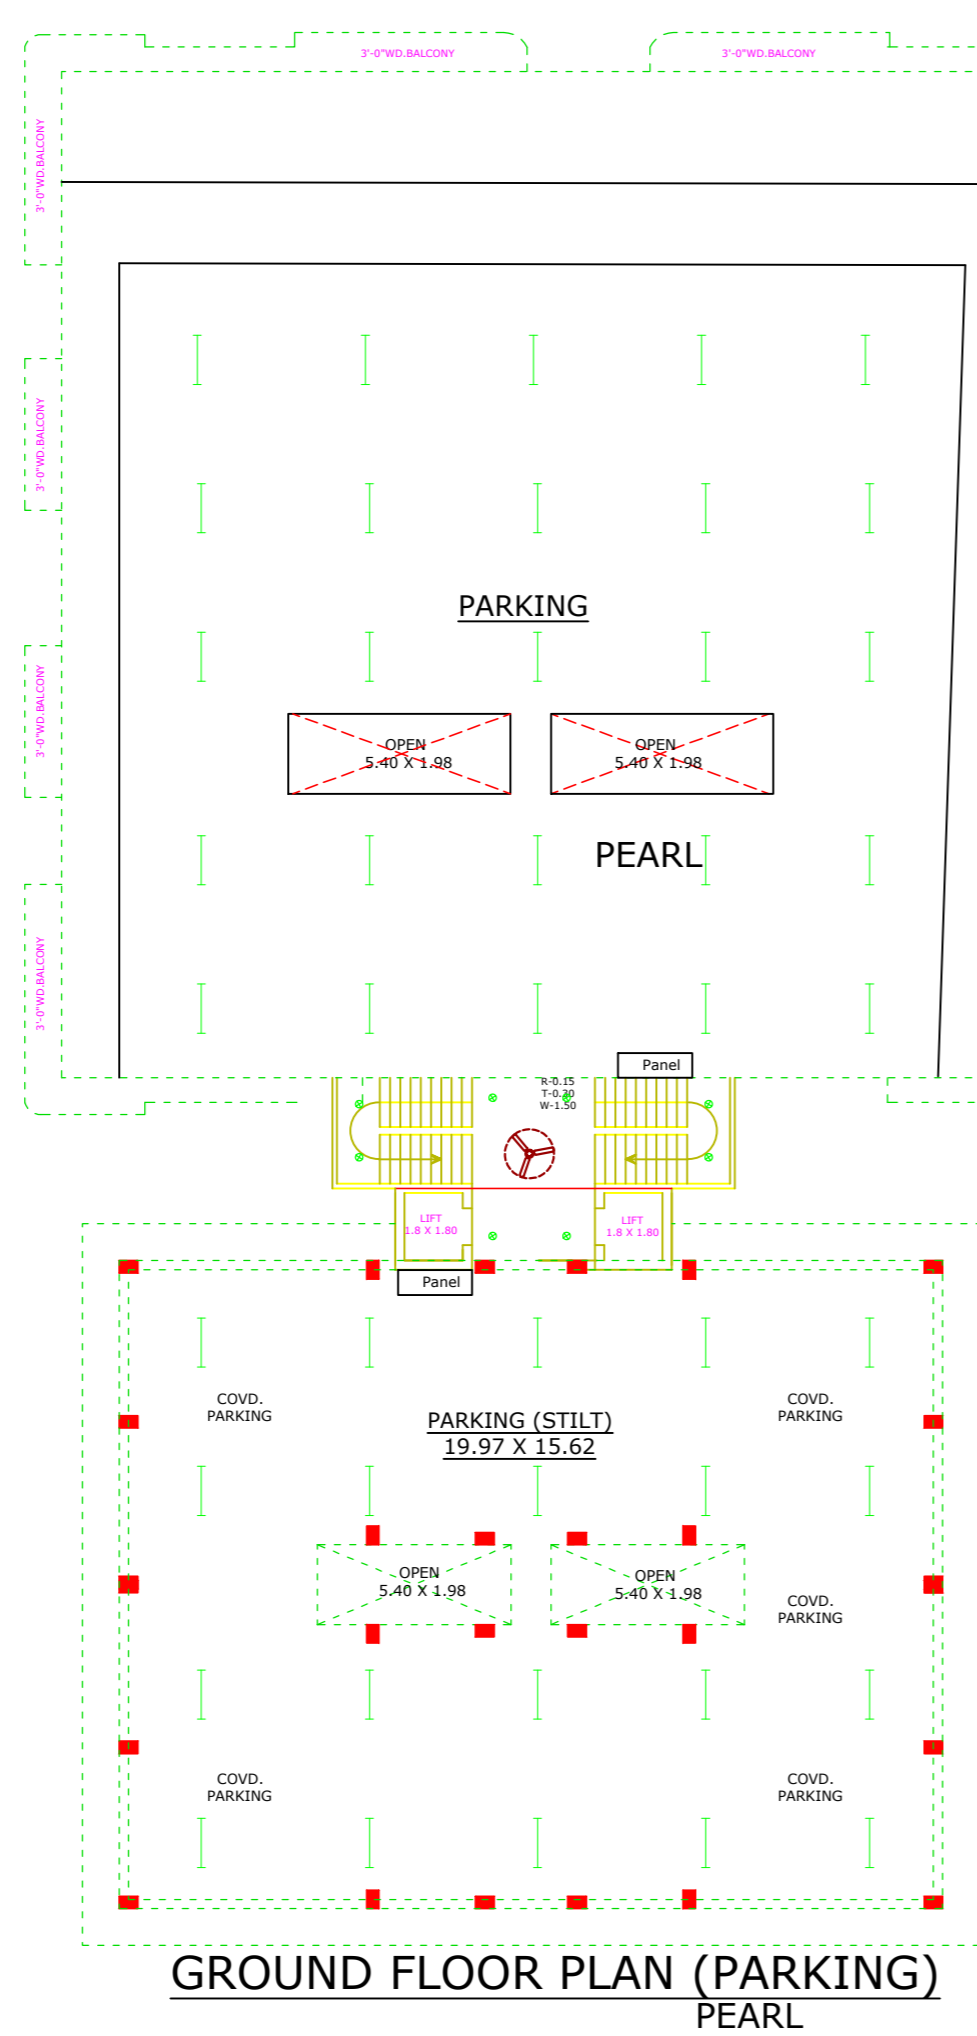 3'-0"WD.BALCONY
3'-0"WD.BALCONY
3'-0"WD.BALCONY
3'-0"WD.BALCONY
PARKING
3'-0"WD.BALCONY
OPEN
5.40 X 1.98
OPEN
5.40 X 1.98
PEARL
3'-0"WD.BALCONY
Panel
R-0.15
T-0.30
W-1.50
LIFT
1.8 X 1.80
LIFT
1.8 X 1.80
Panel
COVD.
PARKING
PARKING (STILT)
19.97 X 15.62
COVD.
PARKING
OPEN
5.40 X 1.98
OPEN
5.40 X 1.98
COVD.
PARKING
COVD.
PARKING
COVD.
PARKING
GROUND FLOOR PLAN (PARKING)
PEARL